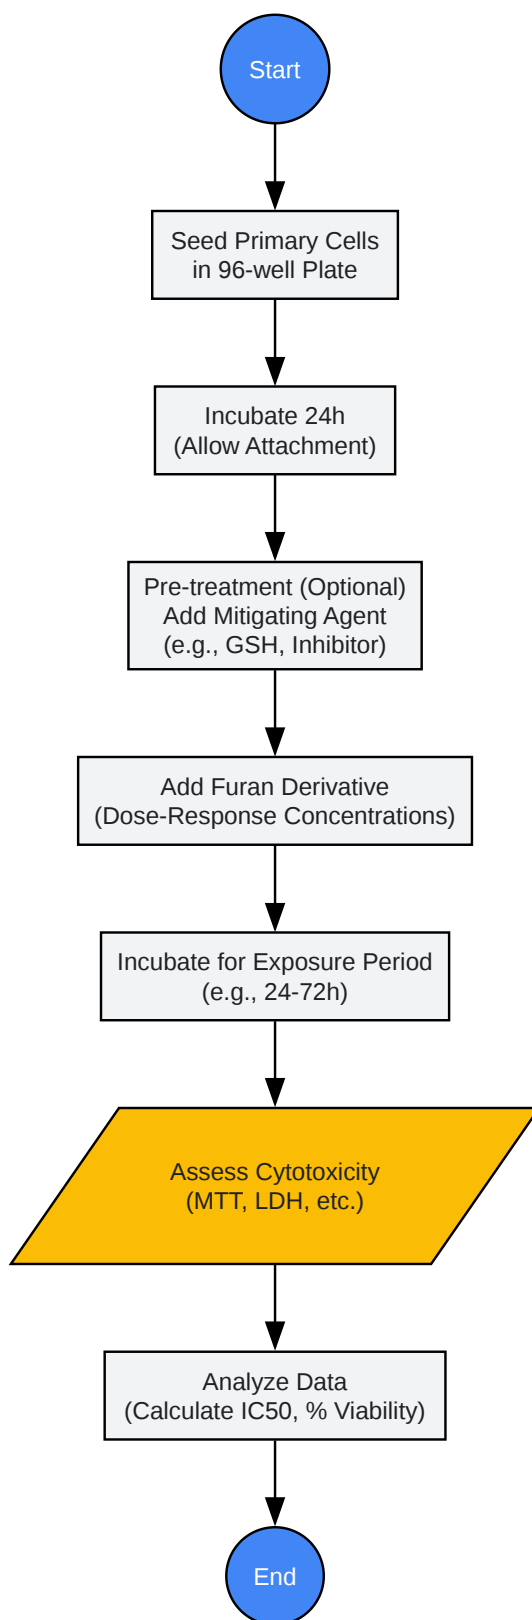 Start
Seed Primary Cells
in 96-well Plate
Incubate 24h
(Allow Attachment)
Pre-treatment (Optional)
Add Mitigating Agent
(e.g., GSH, Inhibitor)
Add Furan Derivative
(Dose-Response Concentrations)
Incubate for Exposure Period
(e.g., 24-72h)
Assess Cytotoxicity
(MTT, LDH, etc.)
Analyze Data
(Calculate IC50, % Viability)
End